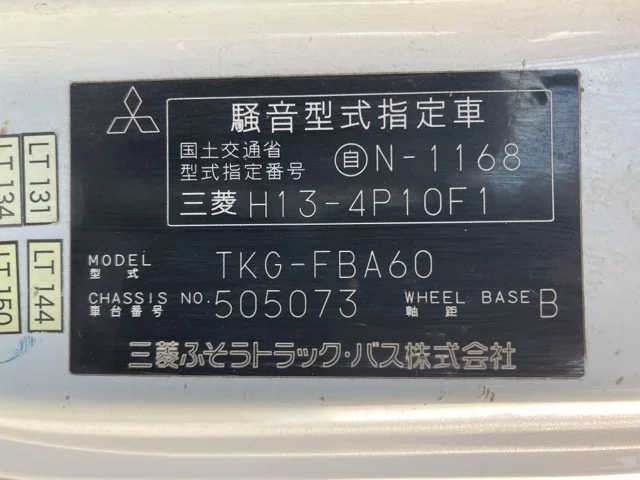 騒音型式指定車
国土交通省
型式指定番号
自 N-1168
三菱 H13-4P10F1
MODEL TKG-FBA60
型式
CHASSIS NO. 505073 WHEEL BASE B
車台番号 軸距
三菱ふそうトラック・バス株式会社
LT 131
LT 134
LT 144
LT 150